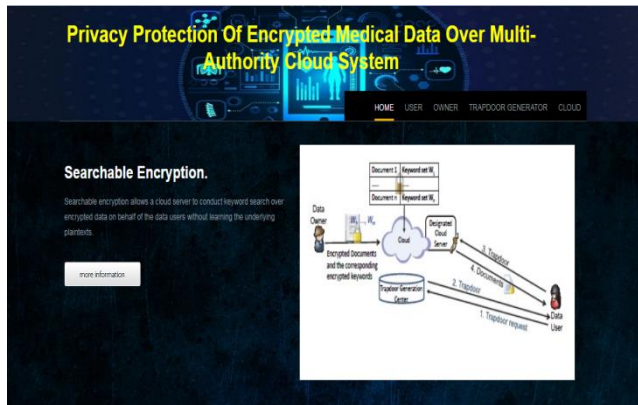 Privacy Protection Of Encrypted Medical Data Over Multi-
Authority Cloud System
HOME USER OWNER TRAPDOOR GENERATOR CLOUD
Searchable Encryption.
Searchable encryption allows a cloud server to conduct keyword search over
encrypted data on behalf of the data users without learning the underlying
plaintexts.
more information
Document 1 Keyword set W1
Document n Keyword set Wn
Data
Owner
Cloud
Designated
Cloud
Server
Encrypted Documents
and the corresponding
encrypted keywords
3. Trapdoor
4. Documents
Trapdoor Generation
Center
2. Trapdoor
1. Trapdoor request
Data
User